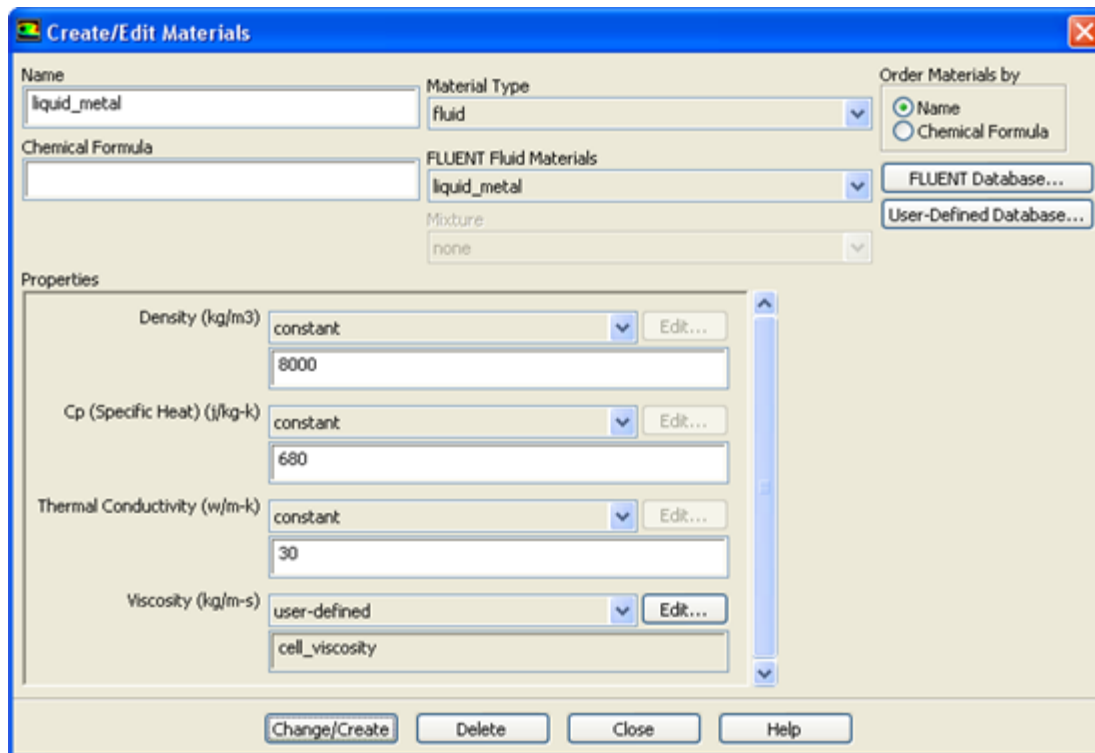 Create/Edit Materials
Name
liquid_metal
Chemical Formula
Material Type
fluid
FLUENT Fluid Materials
liquid_metal
Mixture
none
Order Materials by
Name
Chemical Formula
FLUENT Database...
User-Defined Database...
Properties
Density (kg/m3)
constant
Edit...
8000
Cp (Specific Heat) (j/kg-k)
constant
Edit...
680
Thermal Conductivity (w/m-k)
constant
Edit...
30
Viscosity (kg/m-s)
user-defined
Edit...
cell_viscosity
Change/Create
Delete
Close
Help